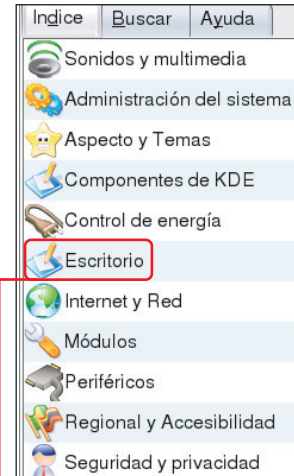 Indice Buscar Ayuda
Sonidos y multimedia
Administración del sistema
Aspecto y Temas
Componentes de KDE
Control de energía
Escritorio
Internet y Red
Módulos
Periféricos
Regional y Accesibilidad
Seguridad y privacidad